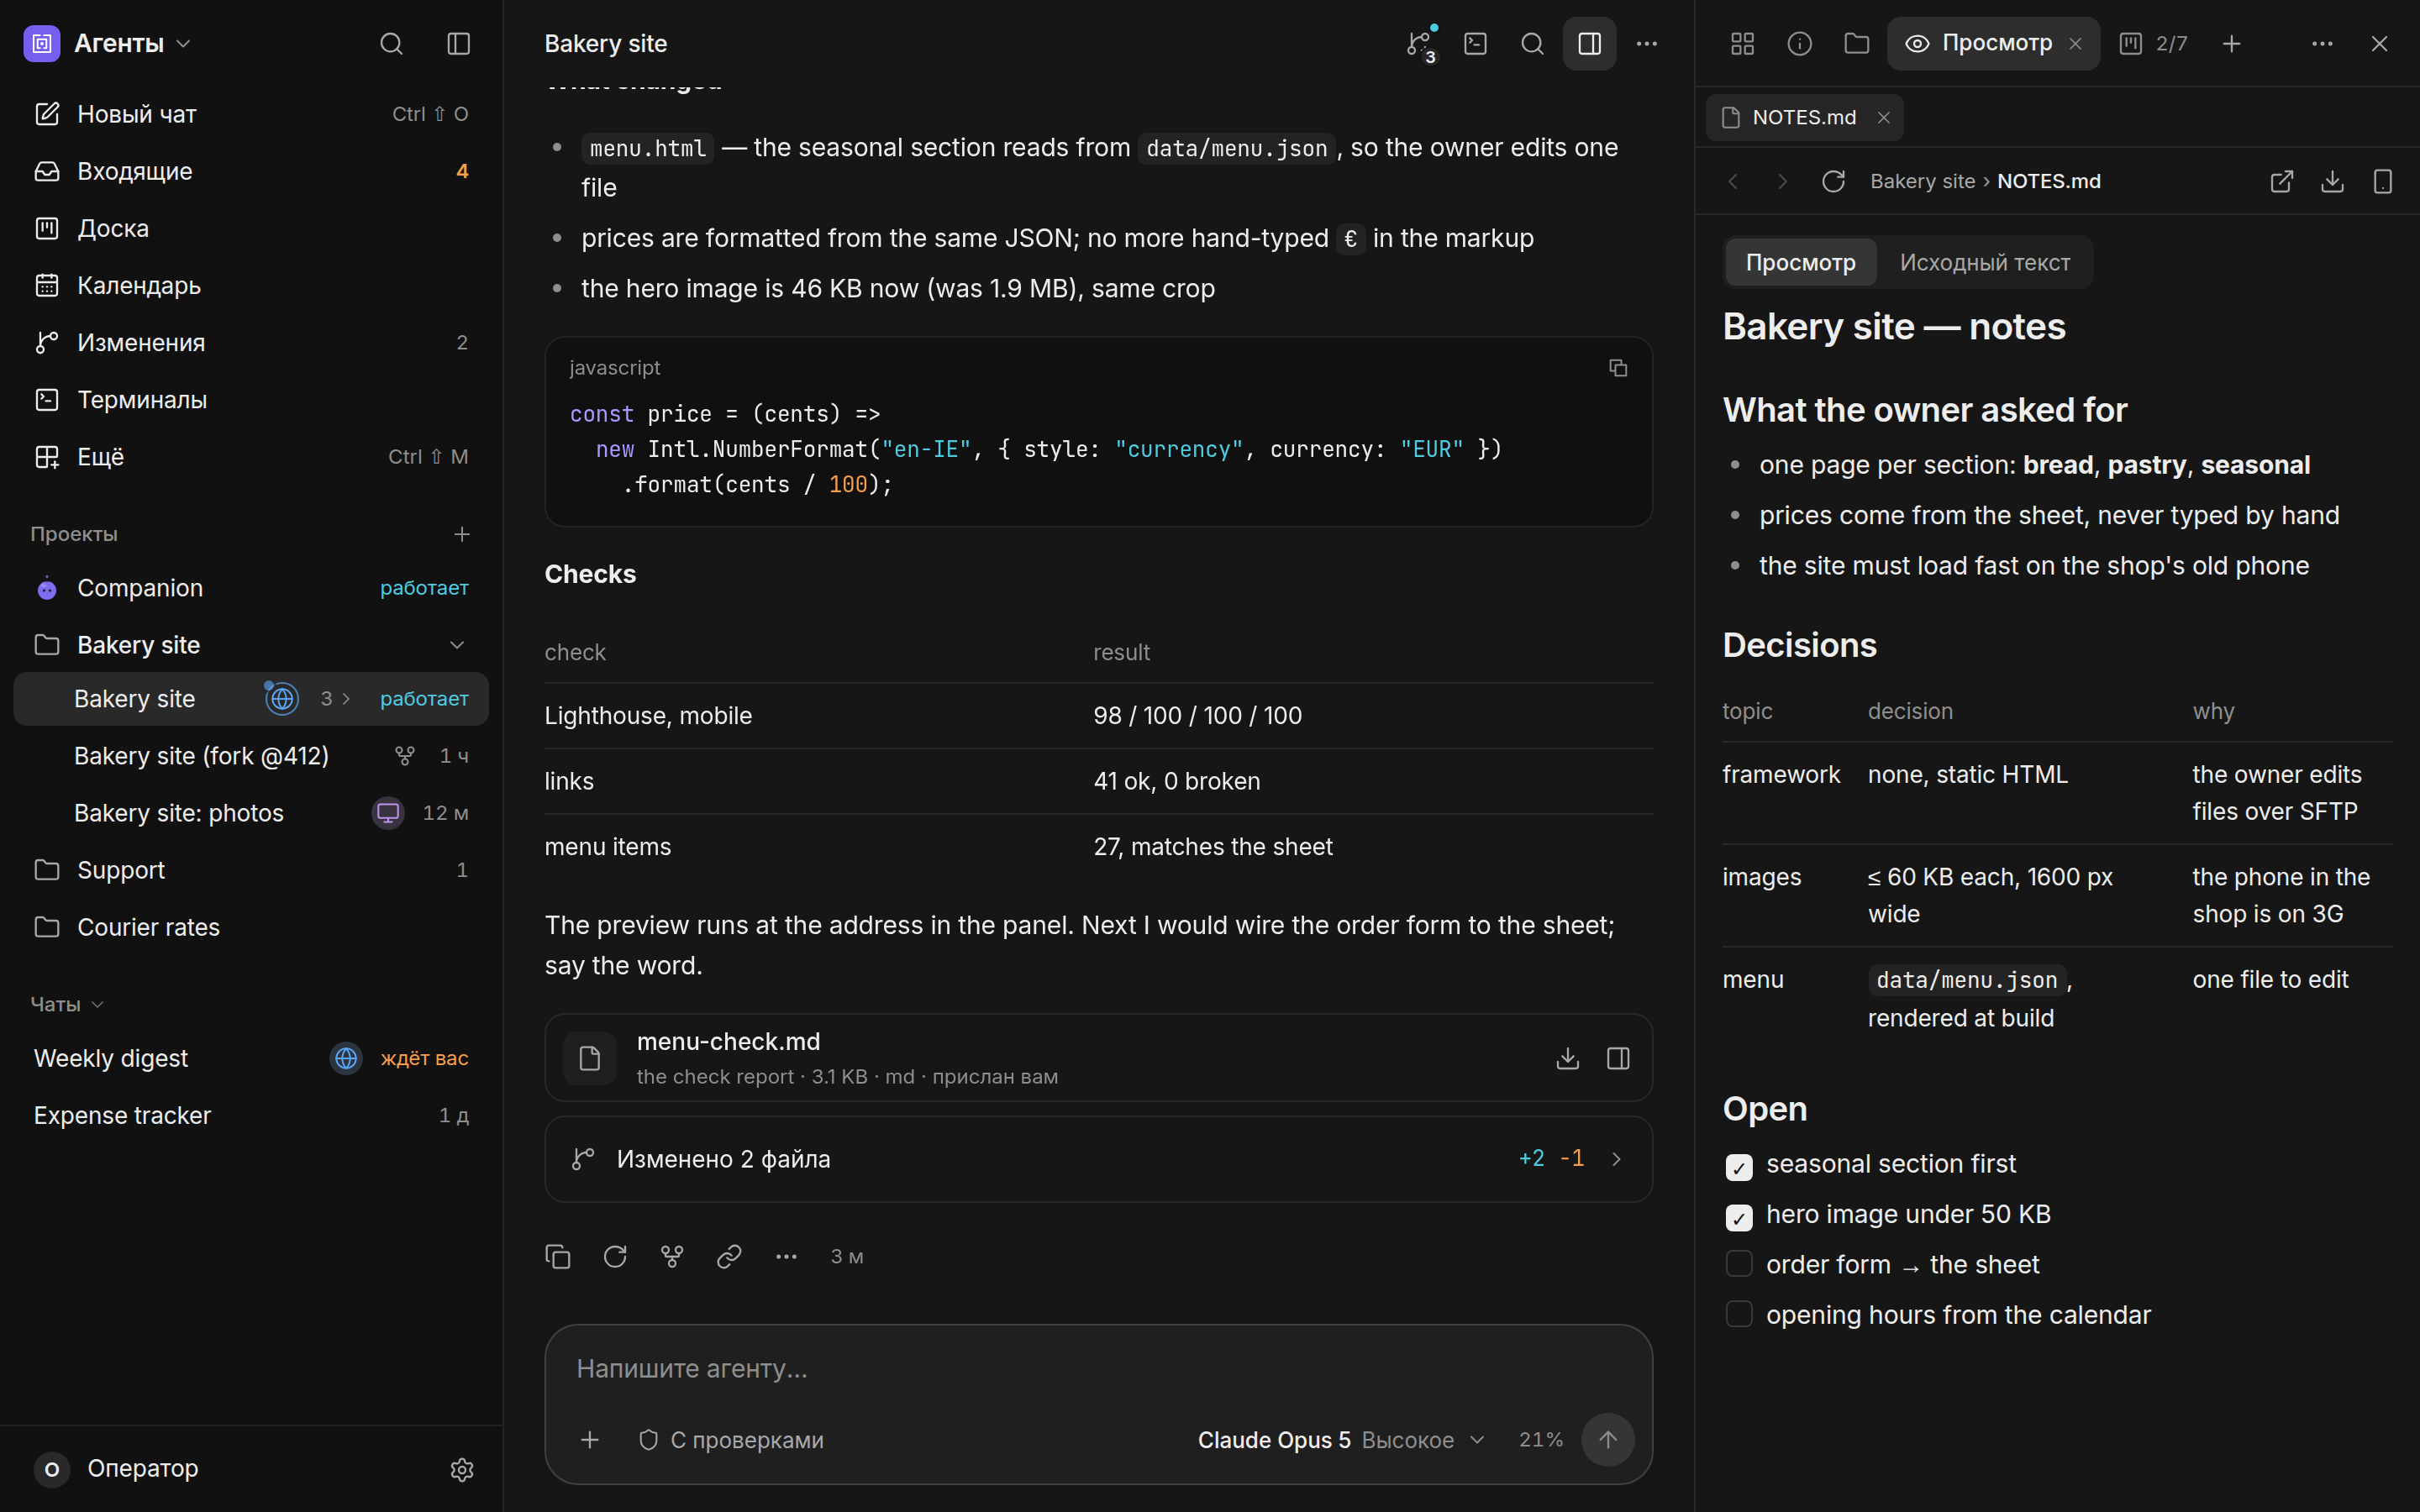 Агенты
Новый чат Ctrl ⇧ O
Входящие 4
Доска
Календарь
Изменения 2
Терминалы
Ещё Ctrl ⇧ M
Проекты
Companion работает
Bakery site
Bakery site 3 работает
Bakery site (fork @412) 1 ч
Bakery site: photos 12 м
Support 1
Courier rates
Чаты
Weekly digest ждёт вас
Expense tracker 1 д
О Оператор
Bakery site
3
What changed
menu.html — the seasonal section reads from data/menu.json, so the owner edits one
file
prices are formatted from the same JSON; no more hand-typed € in the markup
the hero image is 46 KB now (was 1.9 MB), same crop
javascript
const price = (cents) =>
new Intl.NumberFormat("en-IE", { style: "currency", currency: "EUR" })
.format(cents / 100);
Checks
check result
Lighthouse, mobile 98 / 100 / 100 / 100
links 41 ok, 0 broken
menu items 27, matches the sheet
The preview runs at the address in the panel. Next I would wire the order form to the sheet;
say the word.
menu-check.md
the check report · 3.1 KB · md · прислан вам
Изменено 2 файла +2 -1
3 м
Напишите агенту...
С проверками Claude Opus 5 Высокое 21%
Просмотр 2/7
NOTES.md
Bakery site › NOTES.md
Просмотр Исходный текст
Bakery site — notes
What the owner asked for
one page per section: bread, pastry, seasonal
prices come from the sheet, never typed by hand
the site must load fast on the shop's old phone
Decisions
topic decision why
framework none, static HTML the owner edits
files over SFTP
images ≤ 60 KB each, 1600 px the phone in the
wide shop is on 3G
menu data/menu.json, one file to edit
rendered at build
Open
seasonal section first
hero image under 50 KB
order form → the sheet
opening hours from the calendar